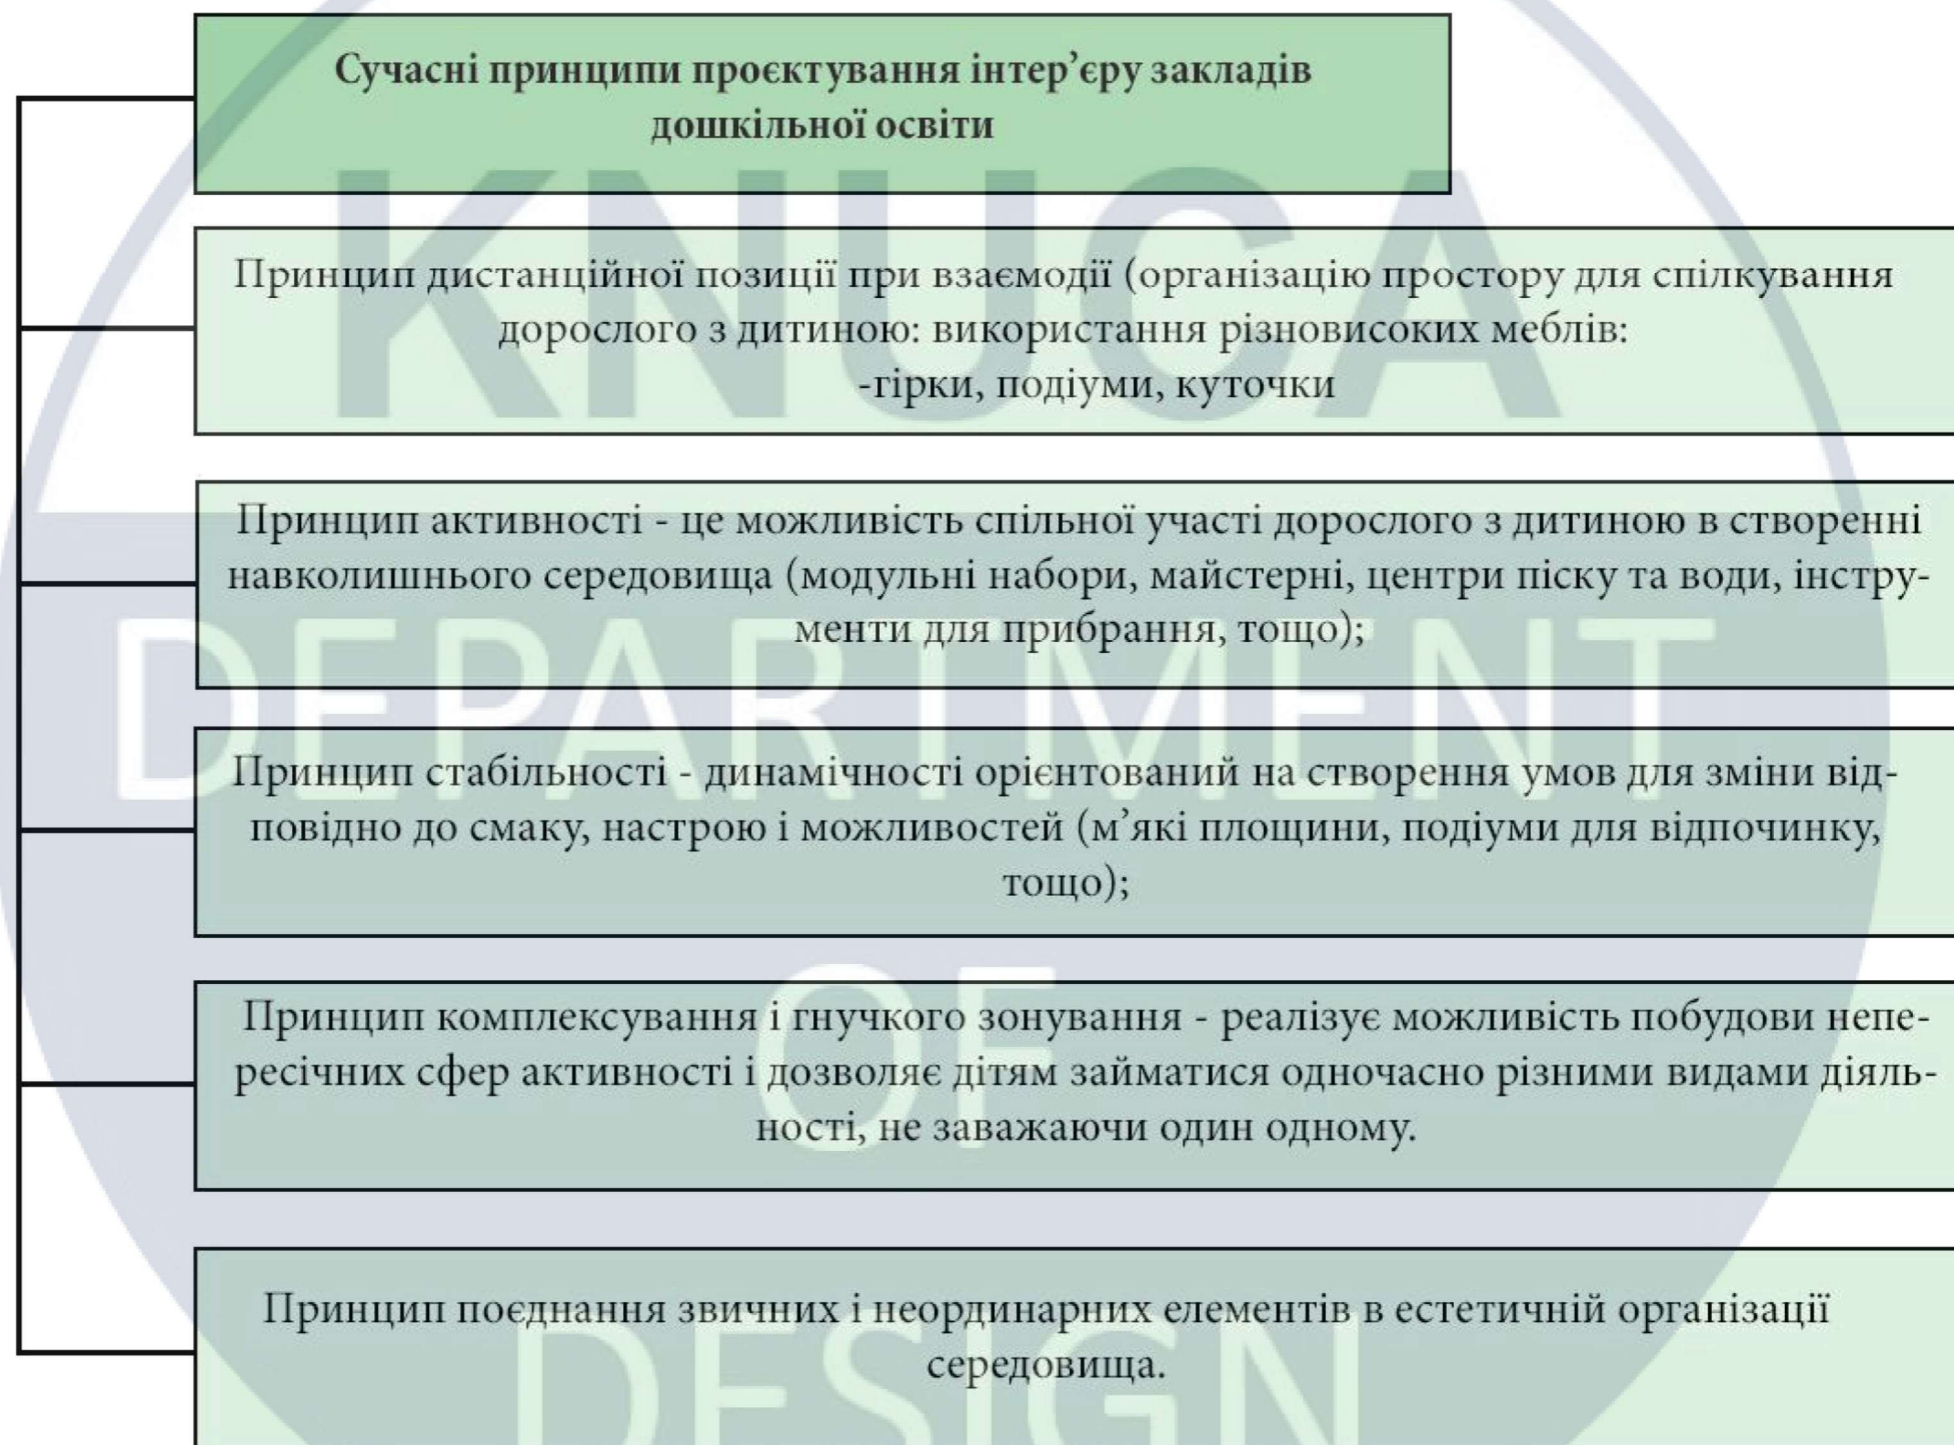 Сучасні принципи проєктування інтер’єру закладів
дошкільної освіти
KNUCA
Принцип дистанційної позиції при взаємодії (організацію простору для спілкування
дорослого з дитиною: використання різновисоких меблів:
-гірки, подіуми, куточки
Принцип активності - це можливість спільної участі дорослого з дитиною в створенні
навколишнього середовища (модульні набори, майстерні, центри піску та води, інстру-
менти для прибрання, тощо);
DEPARTMENT
Принцип стабільності - динамічності орієнтований на створення умов для зміни від-
повідно до смаку, настрою і можливостей (м’які площини, подіуми для відпочинку,
тощо);
OF
Принцип комплексування і гнучкого зонування - реалізує можливість побудови непе-
ресічних сфер активності і дозволяє дітям займатися одночасно різними видами діяль-
ності, не заважаючи один одному.
Принцип поєднання звичних і неординарних елементів в естетичній організації
середовища.
DESIGN